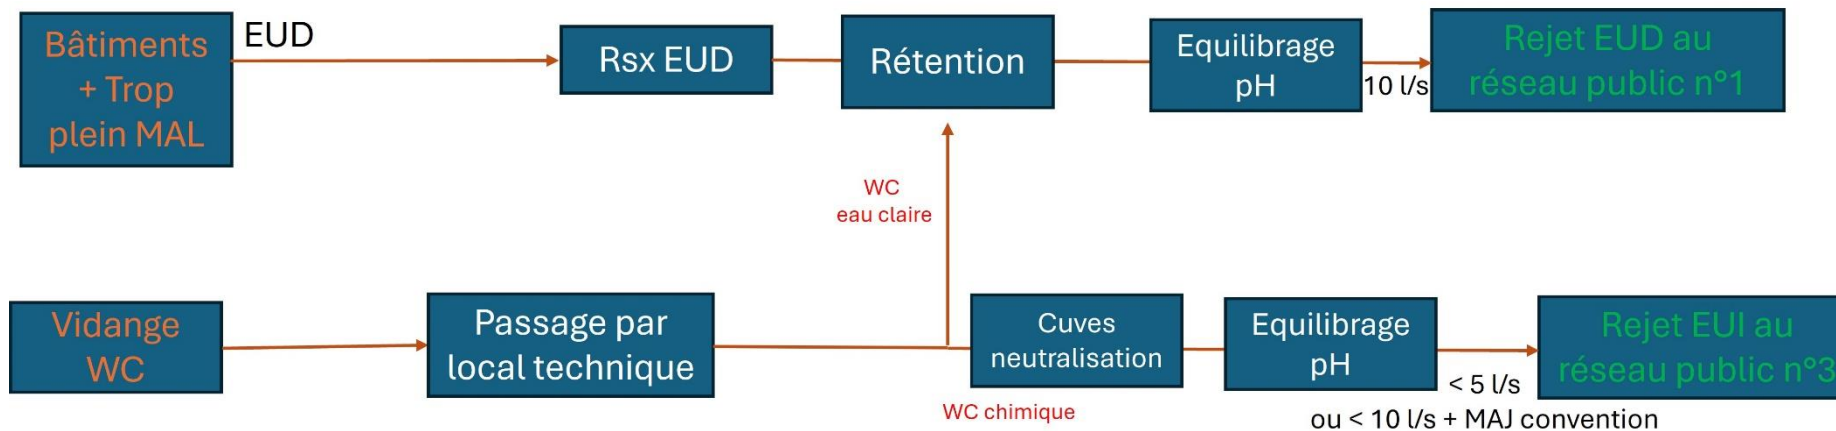 Bâtiments
+ Trop
plein MAL
EUD
Rsx EUD
Rétention
Equilibrage
pH
10 l/s
Rejet EUD au
réseau public n°1
WC
eau claire
Vidange
WC
Passage par
local technique
Cuves
neutralisation
WC chimique
Equilibrage
pH
< 5 l/s
ou < 10 l/s + MAJ convention
Rejet EUI au
réseau public n°3